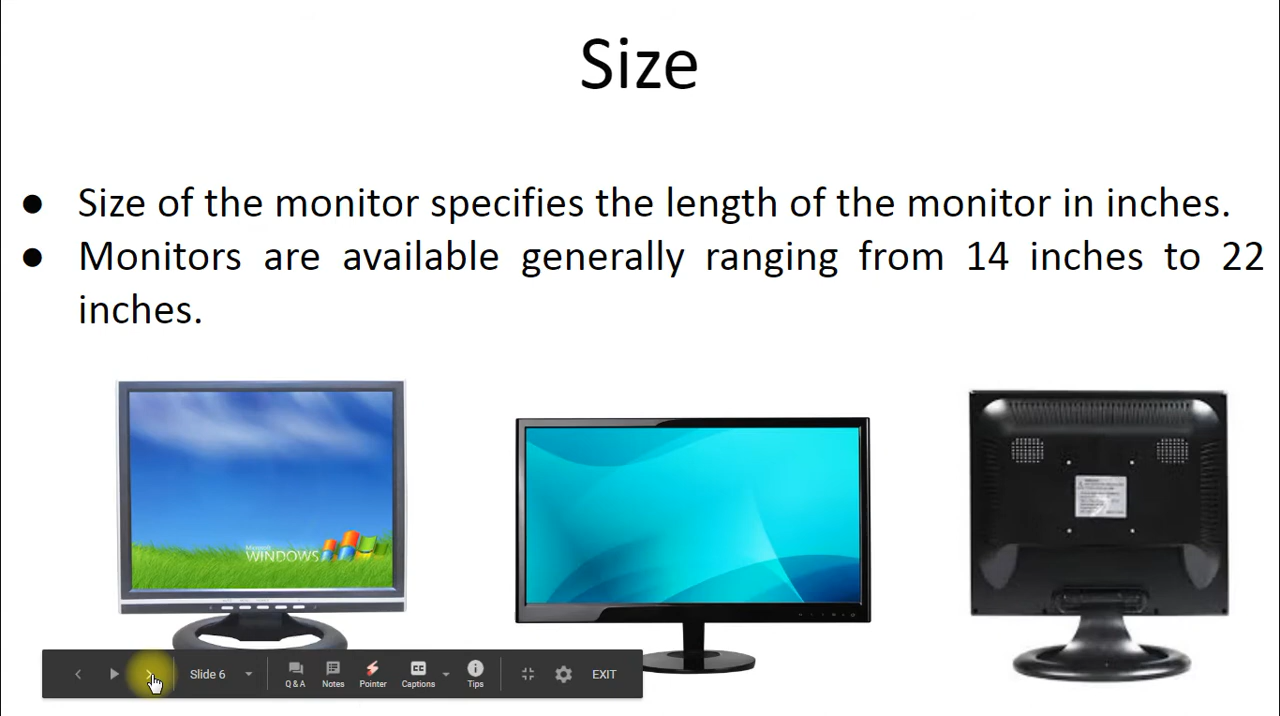 Size
● Size of the monitor specifies the length of the monitor in inches.
● Monitors are available generally ranging from 14 inches to 22
inches.
Microsoft
WINDOWS
Slide 6
Q & A
Notes
Pointer
Captions
Tips
EXIT